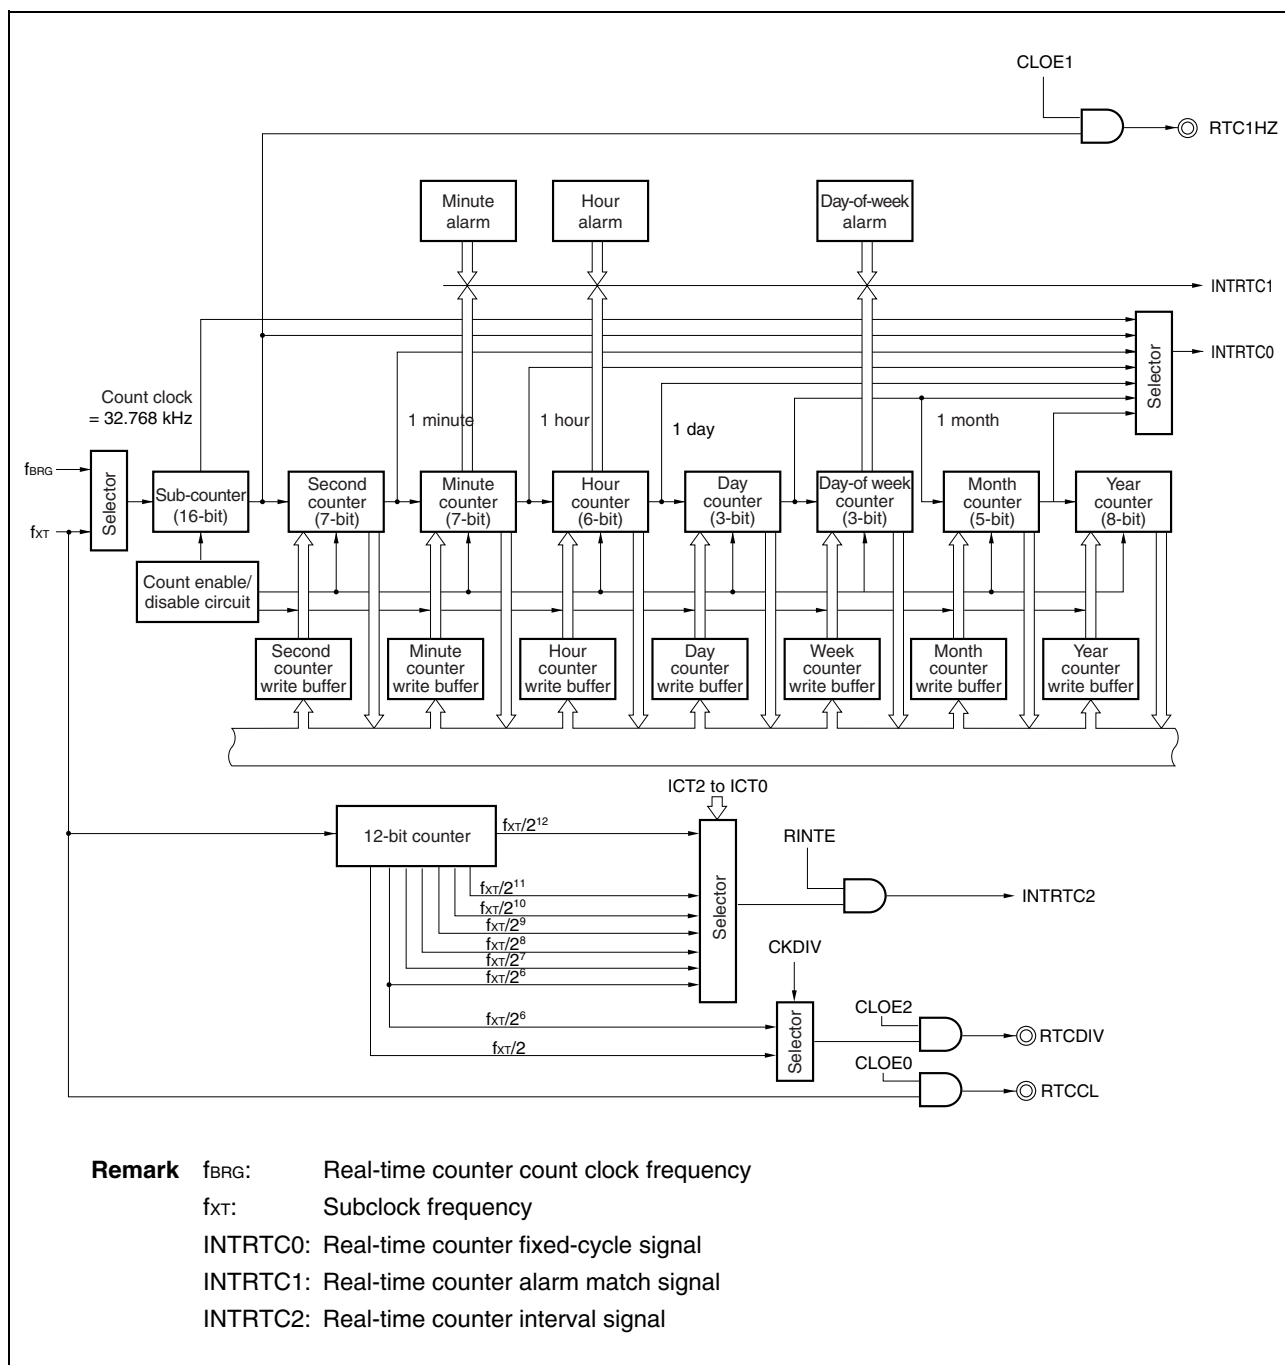 CLOE1
RTC1HZ
Minute
alarm
Hour
alarm
Day-of-week
alarm
INTRTC1
INTRTC0
Selector
Count clock
= 32.768 kHz
1 minute
1 hour
1 day
1 month
fBRG
fXT
Selector
Sub-counter
(16-bit)
Second
counter
(7-bit)
Minute
counter
(7-bit)
Hour
counter
(6-bit)
Day
counter
(3-bit)
Day-of week
counter
(3-bit)
Month
counter
(5-bit)
Year
counter
(8-bit)
Count enable/
disable circuit
Second
counter
write buffer
Minute
counter
write buffer
Hour
counter
write buffer
Day
counter
write buffer
Week
counter
write buffer
Month
counter
write buffer
Year
counter
write buffer
ICT2 to ICT0
12-bit counter
fXT/2¹²
fXT/2¹¹
fXT/2¹⁰
fXT/2⁹
fXT/2⁸
fXT/2⁷
fXT/2⁶
Selector
RINTE
INTRTC2
CKDIV
fXT/2⁶
fXT/2
Selector
CLOE2
RTCDIV
CLOE0
RTCCL
Remark fBRG: Real-time counter count clock frequency
fXT: Subclock frequency
INTRTC0: Real-time counter fixed-cycle signal
INTRTC1: Real-time counter alarm match signal
INTRTC2: Real-time counter interval signal